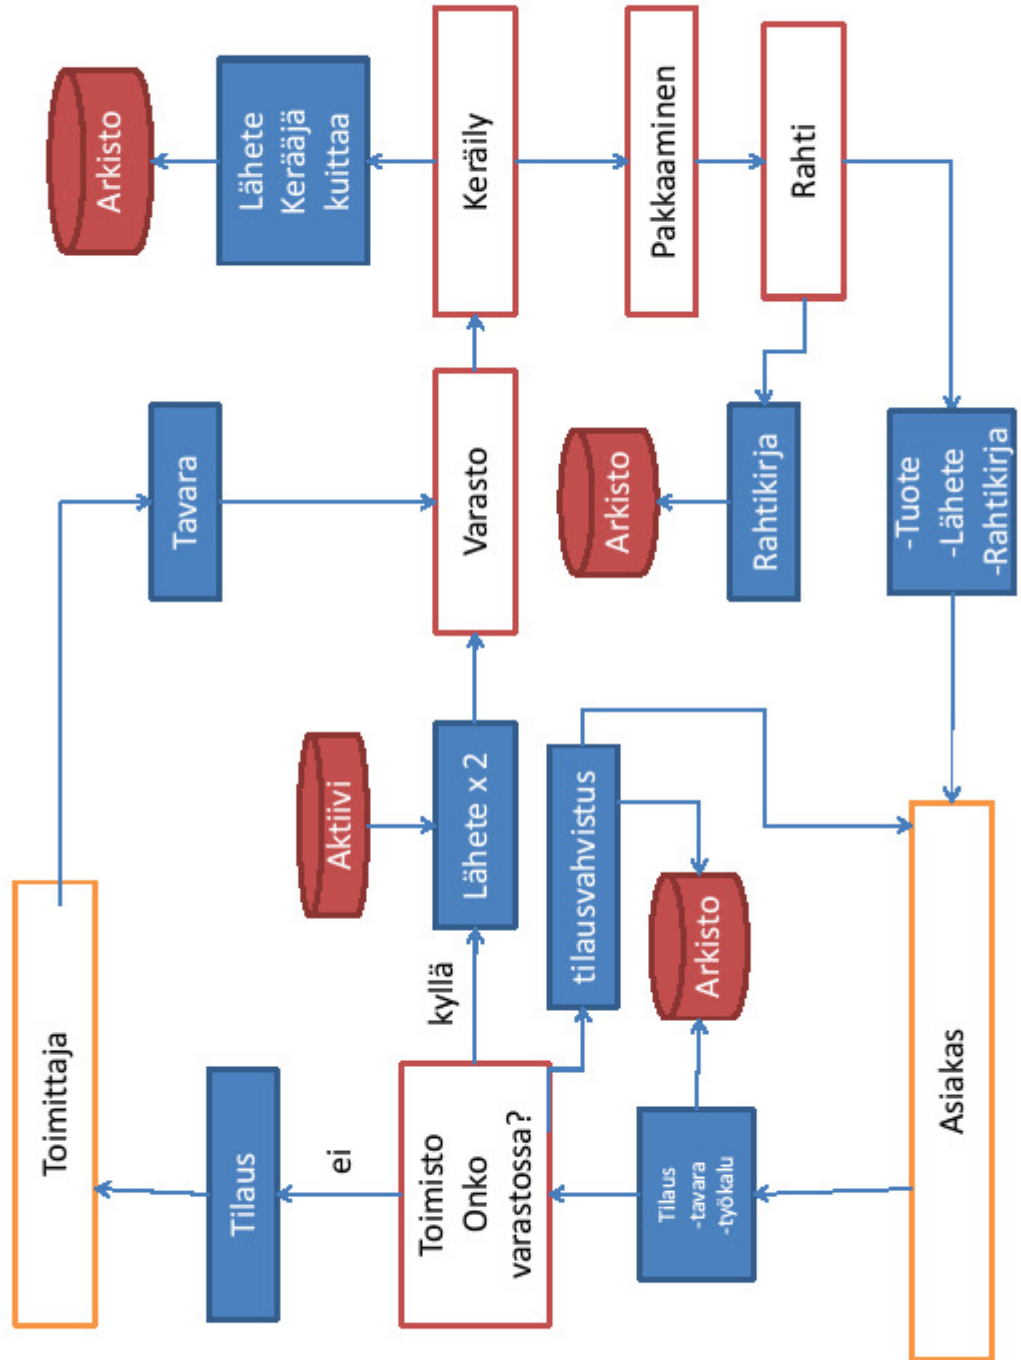 Toimittaja
Arkisto
Tilaus
Tavara
Lähete
Kerääjä
kuittaa
ei
Aktiivi
Toimisto
Onko
varastossa?
kyllä
Lähete x 2
Varasto
Keräily
tilausvahvistus
Arkisto
Pakkaaminen
Tilaus
-tavara
-työkalu
Arkisto
Rahtikirja
Rahti
Asiakas
-Tuote
-Lähete
-Rahtikirja